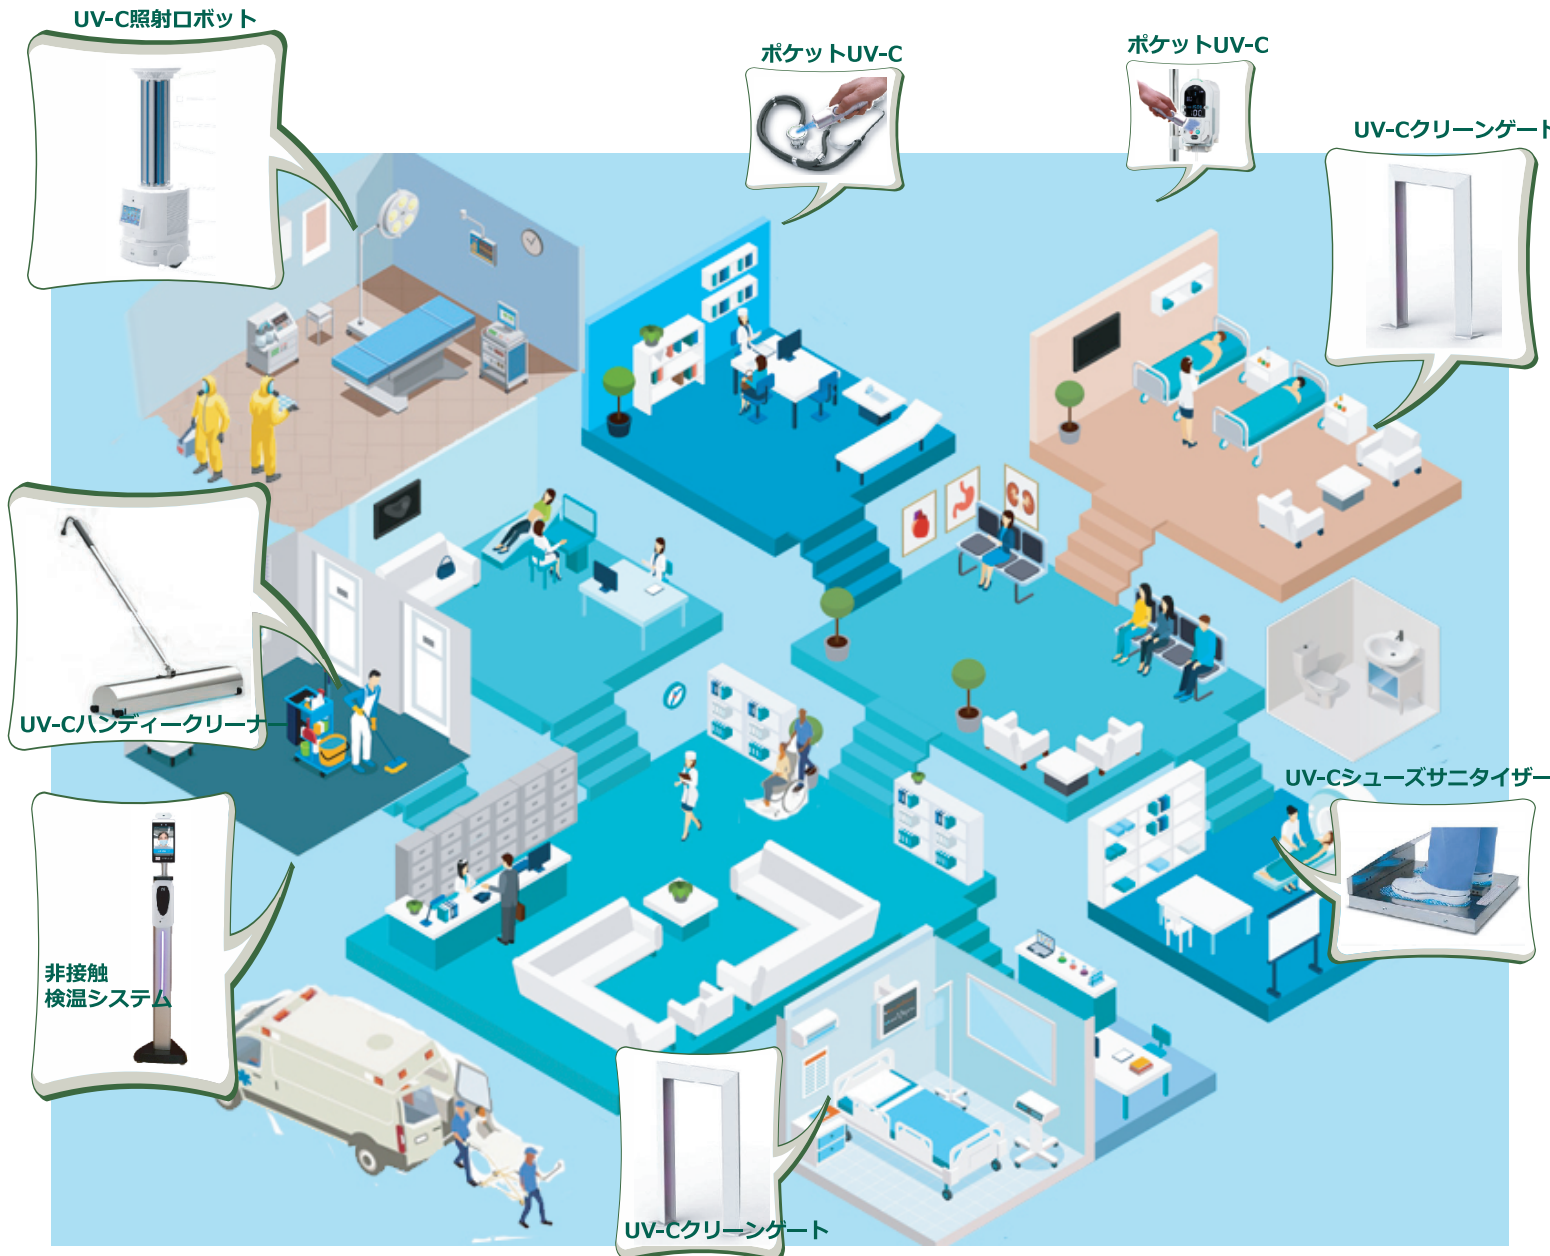 UV-C照射ロボット
ポケットUV-C
ポケットUV-C
UV-Cクリーンゲート
UV-Cハンディークリーナー
UV-Cシューズサニタイザー
非接触
検温システム
UV-Cクリーンゲート